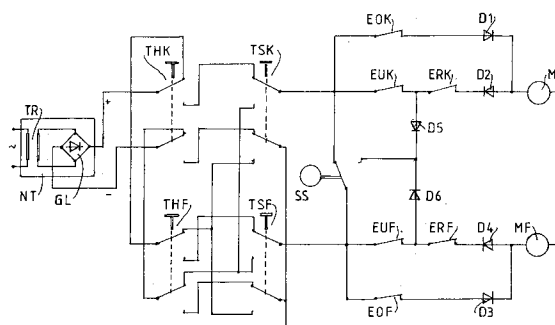 EOK
D1
THK
TSK
EUK
ERK
D2
M
+
TR
D5
~
-
NT
GL
SS
D6
THF
TSF
EUF
ERF
D4
MF
EOF
D3